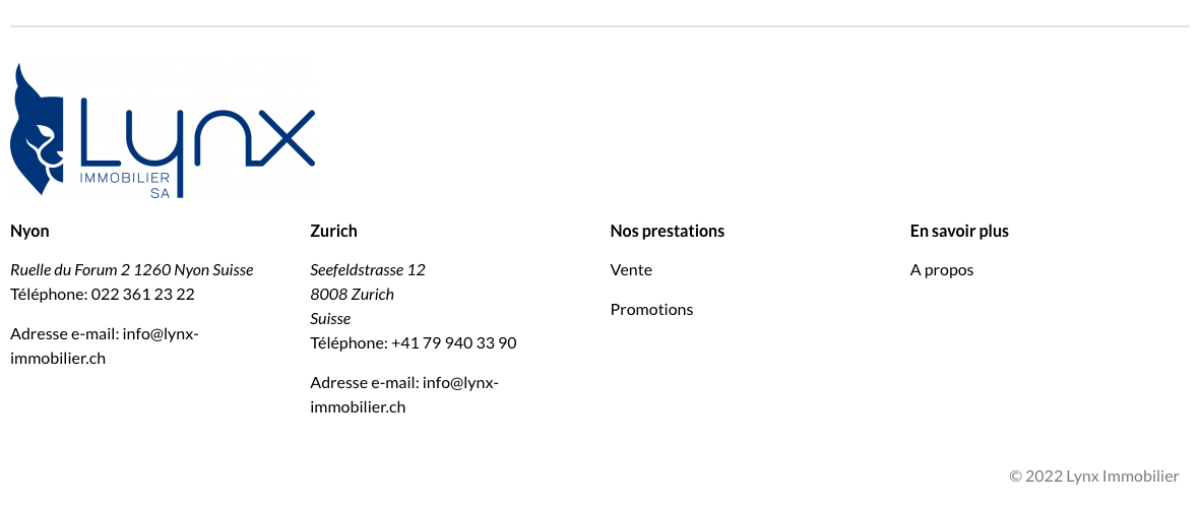 Lynx
IMMOBILIER
SA
Nyon
Ruelle du Forum 2 1260 Nyon Suisse
Téléphone: 022 361 23 22
Adresse e-mail: info@lynx-
immobilier.ch
Zurich
Seefeldstrasse 12
8008 Zurich
Suisse
Téléphone: +41 79 940 33 90
Adresse e-mail: info@lynx-
immobilier.ch
Nos prestations
Vente
Promotions
En savoir plus
A propos
© 2022 Lynx Immobilier